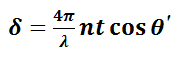 δ = 4π/λ nt cos θ′